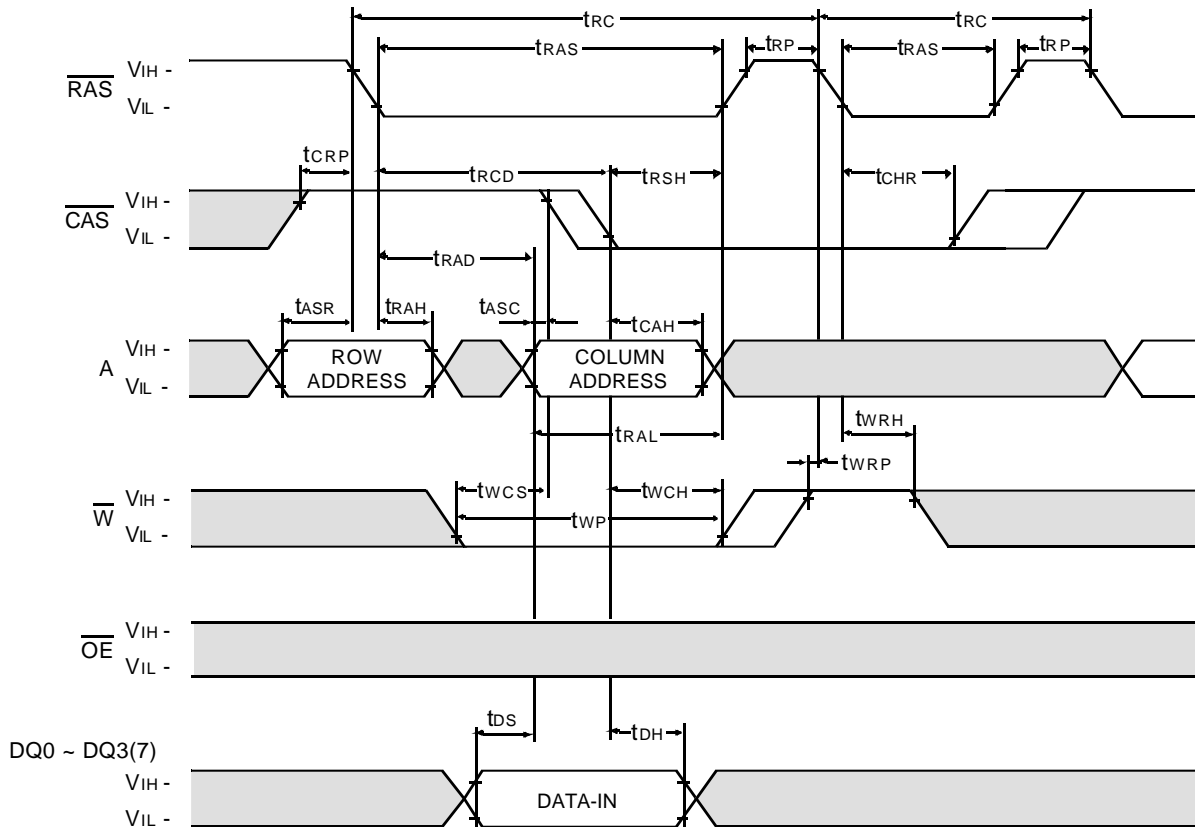 tRC tRC
tRAS tRP tRAS tRP
RAS VIH -
VIL -
tCRP tRCD tRSH tCHR
CAS VIH -
VIL -
tRAD
tASR tRAH tASC tCAH
A VIH -
VIL -
ROW ADDRESS
COLUMN ADDRESS
tRAL tWRH
tWRP
tWCS tWCH
W VIH -
VIL -
tWP
OE VIH -
VIL -
tDS tDH
DQ0 ~ DQ3(7)
VIH -
VIL -
DATA-IN